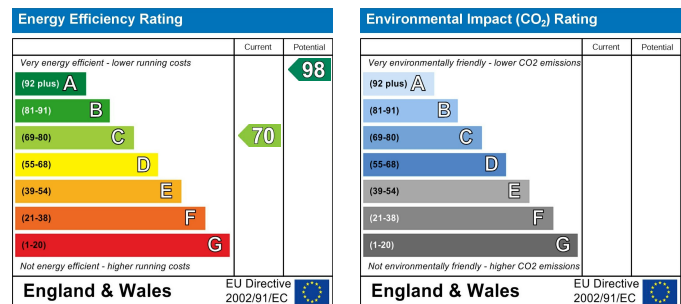 Energy Efficiency Rating
Current Potential
Very energy efficient - lower running costs
(92 plus) A
98
(81-91) B
(69-80) C
70
(55-68) D
(39-54) E
(21-38) F
(1-20) G
Not energy efficient - higher running costs
England & Wales
EU Directive
2002/91/EC
Environmental Impact (CO2) Rating
Current Potential
Very environmentally friendly - lower CO2 emissions
(92 plus) A
(81-91) B
(69-80) C
(55-68) D
(39-54) E
(21-38) F
(1-20) G
Not environmentally friendly - higher CO2 emissions
England & Wales
EU Directive
2002/91/EC